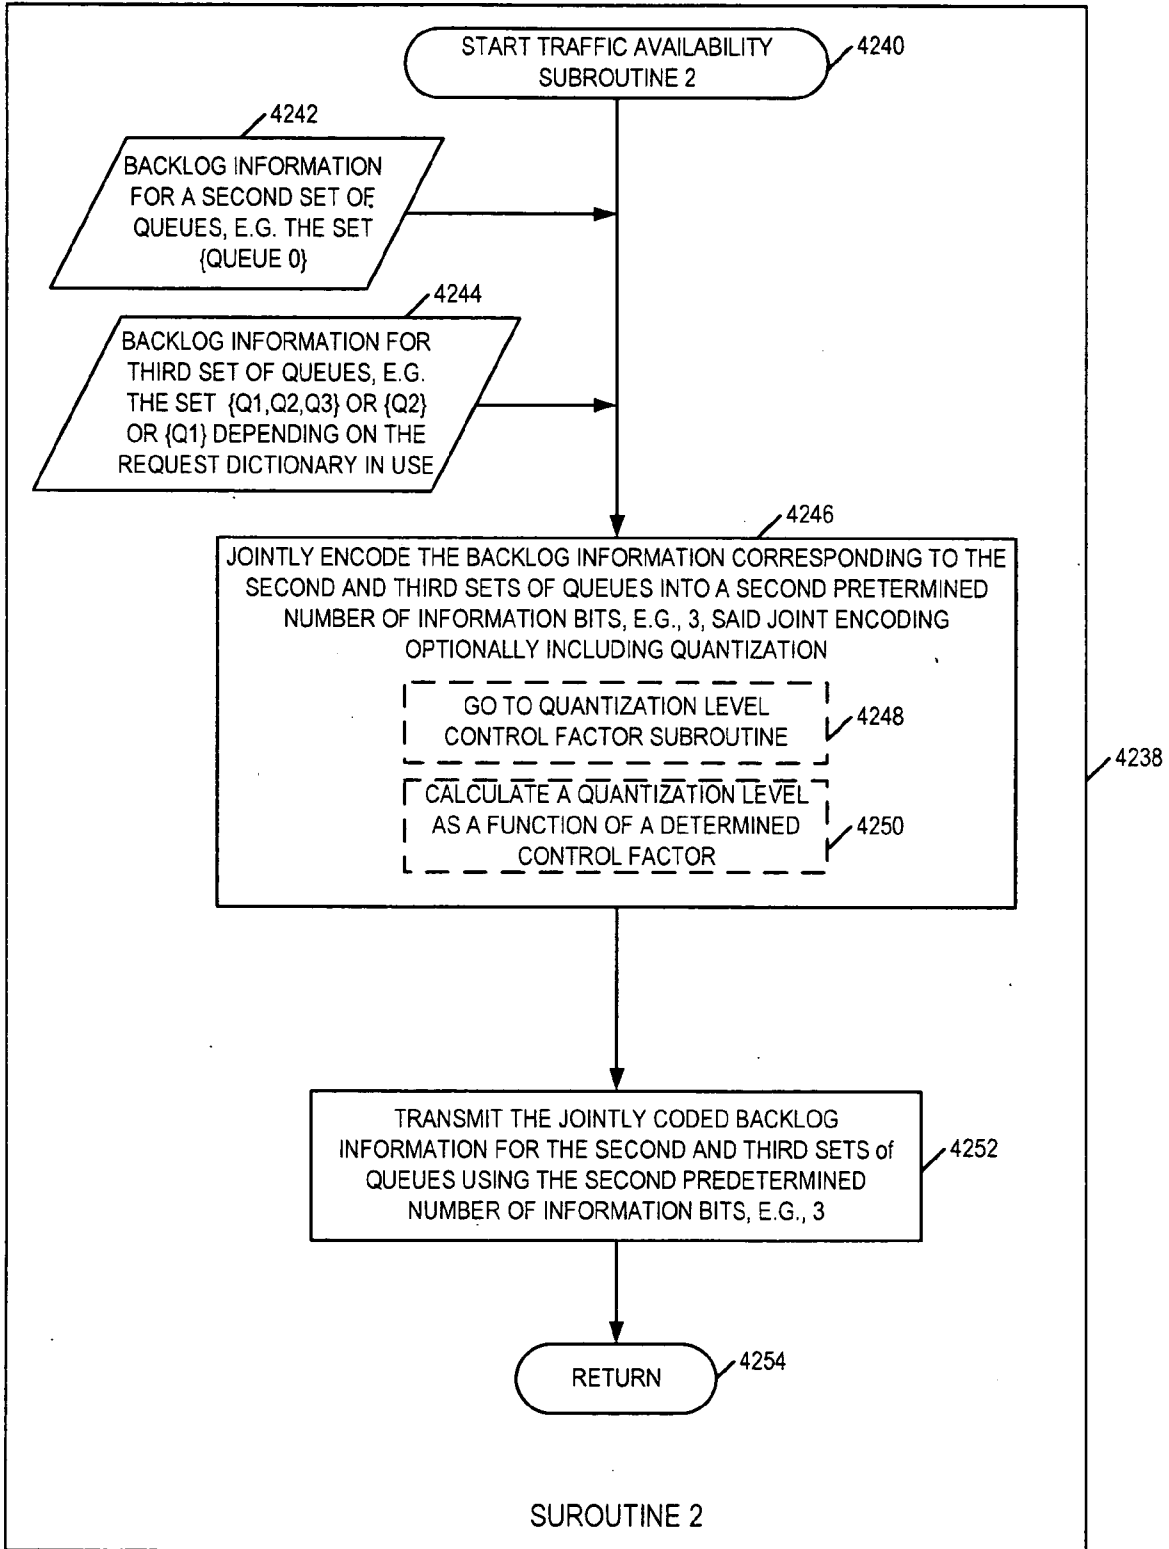 START TRAFFIC AVAILABILITY
SUBROUTINE 2
4240
4242
BACKLOG INFORMATION
FOR A SECOND SET OF
QUEUES, E.G. THE SET
{QUEUE 0}
4244
BACKLOG INFORMATION FOR
THIRD SET OF QUEUES, E.G.
THE SET {Q1,Q2,Q3} OR {Q2}
OR {Q1} DEPENDING ON THE
REQUEST DICTIONARY IN USE
4246
JOINTLY ENCODE THE BACKLOG INFORMATION CORRESPONDING TO THE
SECOND AND THIRD SETS OF QUEUES INTO A SECOND PRETERMINED
NUMBER OF INFORMATION BITS, E.G., 3, SAID JOINT ENCODING
OPTIONALLY INCLUDING QUANTIZATION
GO TO QUANTIZATION LEVEL
CONTROL FACTOR SUBROUTINE
4248
CALCULATE A QUANTIZATION LEVEL
AS A FUNCTION OF A DETERMINED
CONTROL FACTOR
4250
4238
TRANSMIT THE JOINTLY CODED BACKLOG
INFORMATION FOR THE SECOND AND THIRD SETS of
QUEUES USING THE SECOND PREDETERMINED
NUMBER OF INFORMATION BITS, E.G., 3
4252
RETURN
4254
SUROUTINE 2